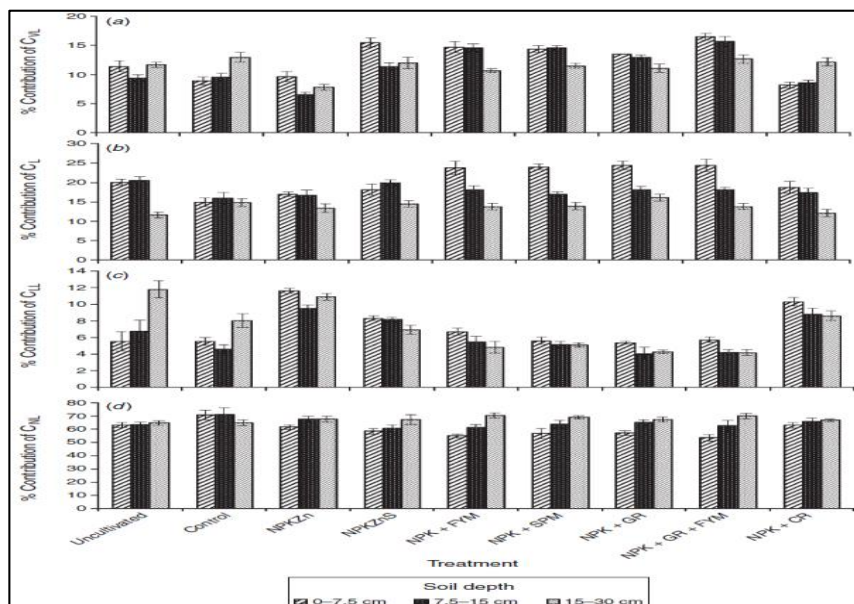 (a)
% Contribution of CVL
20
15
10
5
0
(b)
% Contribution of CL
30
25
20
15
10
5
0
(c)
% Contribution of CLL
14
12
10
8
6
4
2
0
(d)
% Contribution of CNL
80
70
60
50
40
30
20
10
0
Uncultivated
Control
NPKZn
NPKZnS
NPK + FYM
NPK + SPM
NPK + GR
NPK + GR + FYM
NPK + CR
Treatment
Soil depth
0–7.5 cm 7.5–15 cm 15–30 cm